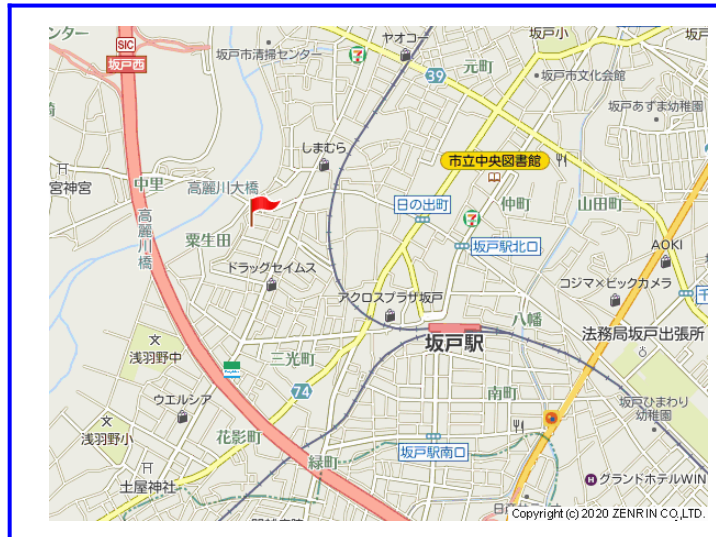 ンター
SIC
坂戸西
坂戸市清掃センター
ヤオコー
坂戸小
39
元町
坂戸市文化会館
坂戸あずま幼稚園
しまむら
市立中央図書館
宮神宮
中里
高麗川大橋
日の出町
仲町
山田町
高麗川橋
粟生田
坂戸駅北口
AOKI
ドラッグセイムス
コジマ×ビックカメラ
千
アクロスプラザ坂戸
八幡
坂戸駅
法務局坂戸出張所
浅羽野中
三光町
74
南町
ウエルシア
坂戸ひまわり
幼稚園
浅羽野小
花影町
坂戸駅南口
緑町
土屋神社
グランドホテルWIN
Copyright (c) 2020 ZENRIN CO.,LTD.